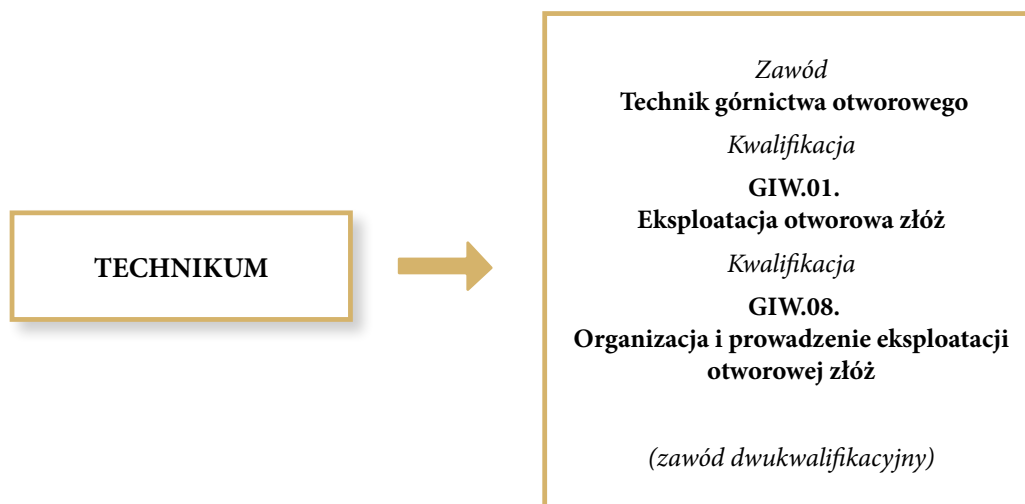 TECHNIKUM
Zawód
Technik górnictwa otworowego
Kwalifikacja
GIW.01.
Eksploatacja otworowa złóż
Kwalifikacja
GIW.08.
Organizacja i prowadzenie eksploatacji
otworowej złóż
(zawód dwukwalifikacyjny)